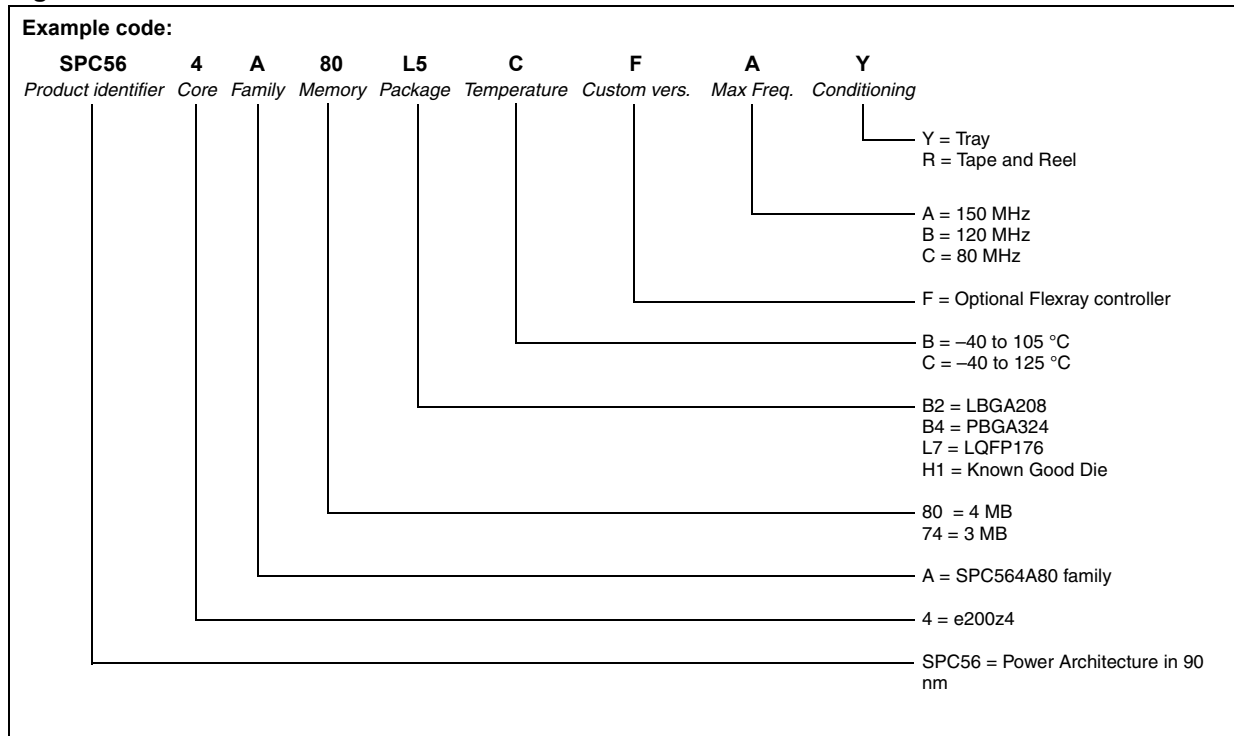 Example code:
SPC56 4 A 80 L5 C F A Y
Product identifier Core Family Memory Package Temperature Custom vers. Max Freq. Conditioning
Y = Tray
R = Tape and Reel
A = 150 MHz
B = 120 MHz
C = 80 MHz
F = Optional Flexray controller
B = –40 to 105 °C
C = –40 to 125 °C
B2 = LBGA208
B4 = PBGA324
L7 = LQFP176
H1 = Known Good Die
80 = 4 MB
74 = 3 MB
A = SPC564A80 family
4 = e200z4
SPC56 = Power Architecture in 90
nm